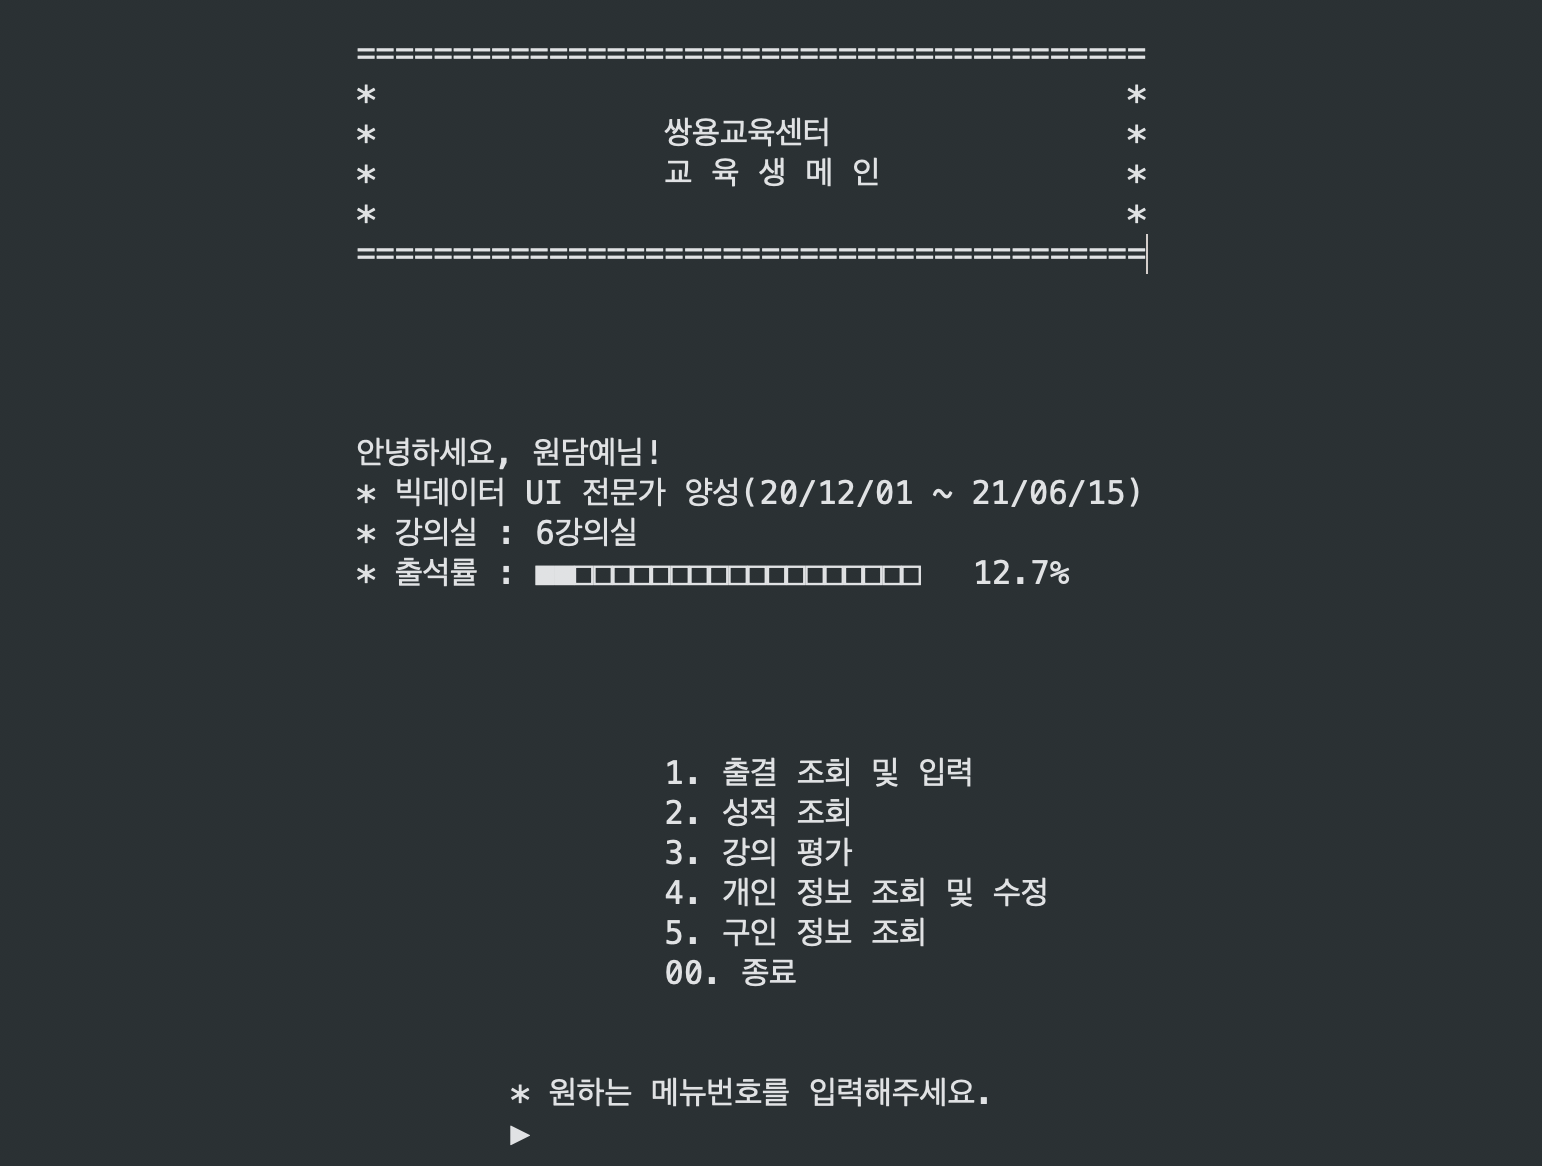 =========================================
* *
* 쌍용교육센터 *
* 교 육 생 메 인 *
* *
=========================================
안녕하세요, 원담예님!
* 빅데이터 UI 전문가 양성(20/12/01 ~ 21/06/15)
* 강의실 : 6강의실
* 출석률 : ■■□□□□□□□□□□□□□□□□□□ 12.7%
1. 출결 조회 및 입력
2. 성적 조회
3. 강의 평가
4. 개인 정보 조회 및 수정
5. 구인 정보 조회
00. 종료
* 원하는 메뉴번호를 입력해주세요.
▶